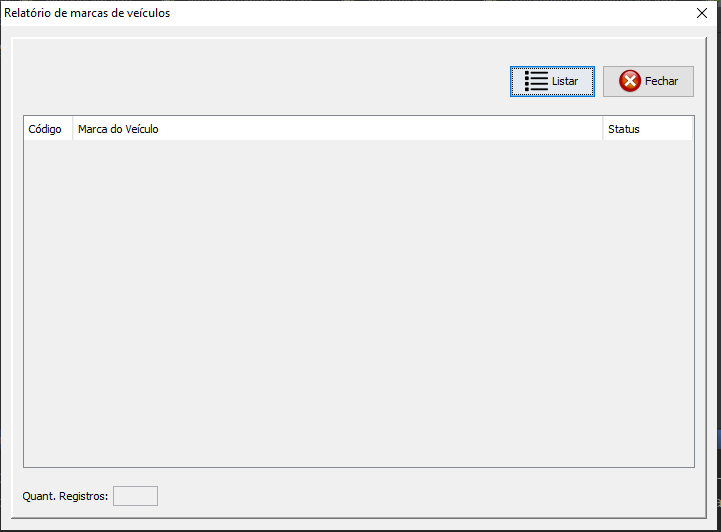 Relatório de marcas de veículos
Listar
Fechar
Código Marca do Veículo Status
Quant. Registros: